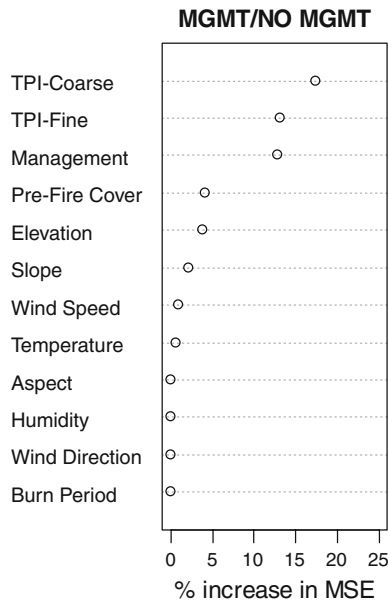 MGMT/NO MGMT
TPI-Coarse
TPI-Fine
Management
Pre-Fire Cover
Elevation
Slope
Wind Speed
Temperature
Aspect
Humidity
Wind Direction
Burn Period
0 5 10 15 20 25
% increase in MSE